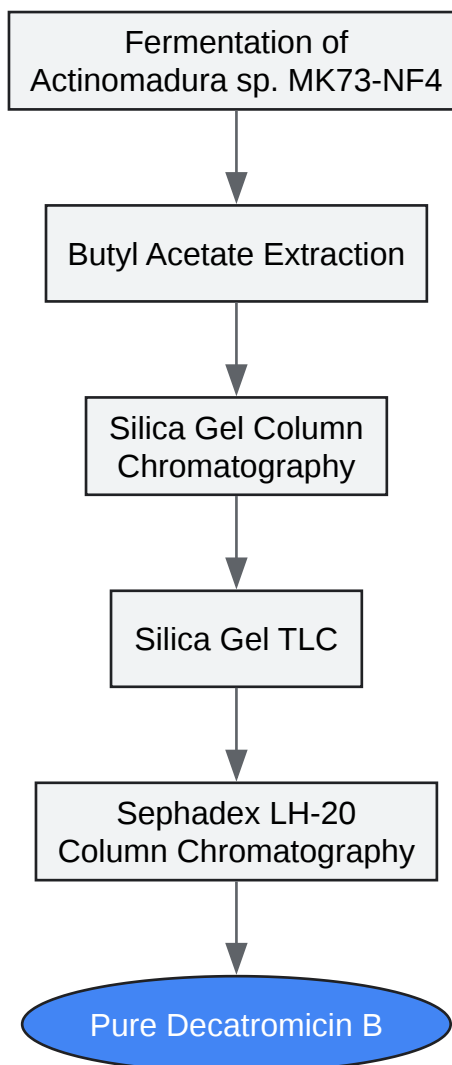 Fermentation of
Actinomadura sp. MK73-NF4
Butyl Acetate Extraction
Silica Gel Column
Chromatography
Silica Gel TLC
Sephadex LH-20
Column Chromatography
Pure Decatromicin B